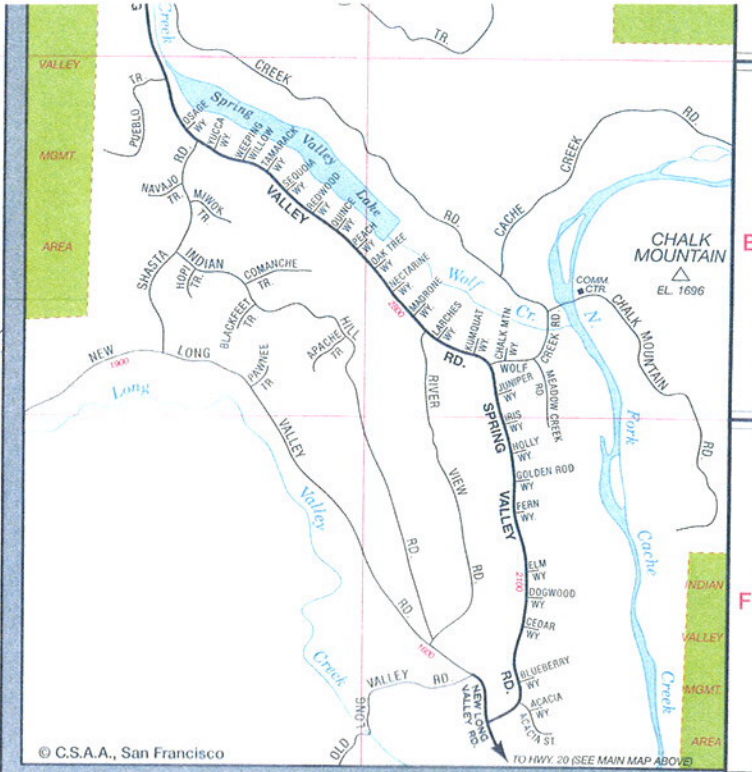 S
Creek
TR
CREEK
VALLEY
TR
PUEBLO
Spring
Valley
Lake
RD.
CREEK
CACHE
RD.
OSAGE
WY
YUCCA
WY.
WEEPING
WILLOW
TAMARACK
WY.
SEQUOIA
WY
REDWOOD
WY
QUINCE
WY
PEACH
WY.
OAK TREE
WY
NECTARINE
WY.
MADRONE
WY.
LARCHES
WY
KUMQUAT
WY
CHALK MTN.
WY
MGMT.
RD.
NAVAJO
TR.
MIWOK
TR
VALLEY
AREA
SHASTA
INDIAN
HOPI
TR.
COMANCHE
TR.
BLACKFEET
TR
APACHE
TR
HILL
RD.
Wolf
Cr.
CHALK
MOUNTAIN
EL. 1696
E
COMM.
CTR.
N.
CHALK MOUNTAIN
RD.
2800
NEW
LONG
1900
PAWNEE
TR
Long
VALLEY
RD.
RIVER
VIEW
RD.
RD.
WOLF
CREEK RD
MEADOW CREEK
RD
JUNIPER
WY
IRIS
WY
HOLLY
WY
GOLDEN ROD
WY
FERN
WY.
SPRING
VALLEY
RD.
Fork
Cache
Creek
Valley
Creek
2100
ELM
WY
DOGWOOD
WY
CEDAR
WY
BLUEBERRY
WY
ACACIA
WY
ACACIA ST.
INDIAN
VALLEY
MGMT.
AREA
F
1600
OLD
LONG
VALLEY
RD
NEW LONG
VALLEY RD.
© C.S.A.A., San Francisco
TO HWY. 20 (SEE MAIN MAP ABOVE)